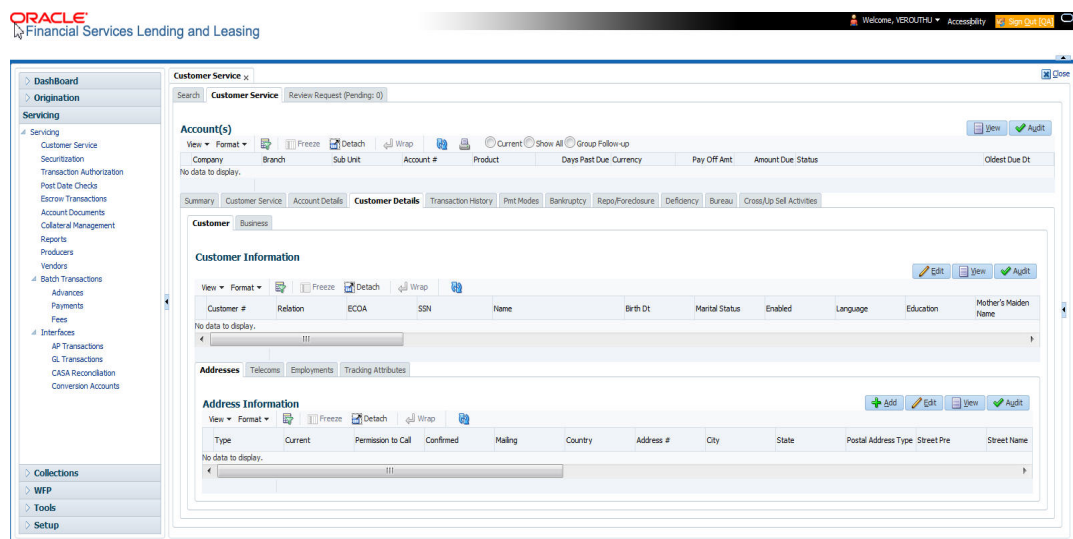 ORACLE'
Financial Services Lending and Leasing
Welcome, VEROUTHU Accessibility Sign Out [QA]
Close
DashBoard
Origination
Servicing
Servicing
Customer Service
Securitization
Transaction Authorization
Post Date Checks
Escrow Transactions
Account Documents
Collateral Management
Reports
Producers
Vendors
Batch Transactions
Advances
Payments
Fees
Interfaces
AP Transactions
GL Transactions
CASA Reconciliation
Conversion Accounts
Collections
WFP
Tools
Setup
Customer Service x
Search Customer Service Review Request (Pending: 0)
Account(s)
View Audit
View Format Freeze Detach Wrap Current Show All Group Follow-up
Company Branch Sub Unit Account # Product Days Past Due Currency Pay Off Amt Amount Due Status Oldest Due Dt
No data to display.
Summary Customer Service Account Details Customer Details Transaction History Pmt Modes Bankruptcy Repo/Foreclosure Deficiency Bureau Cross/Up Sell Activities
Customer Business
Customer Information
Edit View Audit
View Format Freeze Detach Wrap
Customer # Relation ECOA SSN Name Birth Dt Marital Status Enabled Language Education Mother's Maiden
Name
No data to display.
Addresses Telecoms Employments Tracking Attributes
Address Information
Add Edit View Audit
View Format Freeze Detach Wrap
Type Current Permission to Call Confirmed Mailing Country Address # City State Postal Address Type Street Pre Street Name
No data to display.